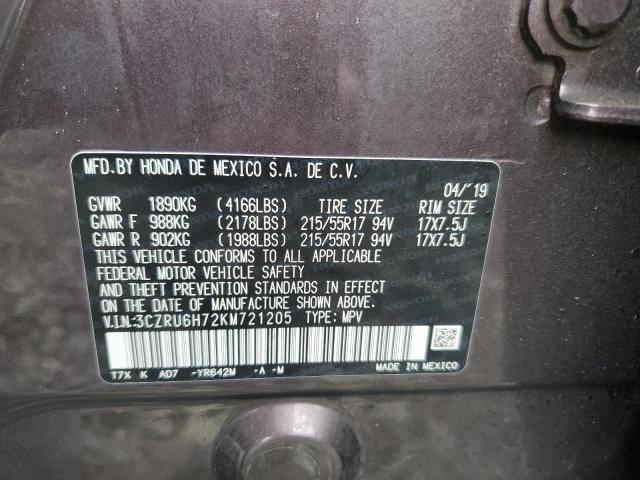 MFD.BY HONDA DE MEXICO S.A. DE C.V.
04/'19
GVWR 1890KG (4166LBS) TIRE SIZE RIM SIZE
GAWR F 988KG (2178LBS) 215/55R17 94V 17X7.5J
GAWR R 902KG (1988LBS) 215/55R17 94V 17X7.5J
THIS VEHICLE CONFORMS TO ALL APPLICABLE
FEDERAL MOTOR VEHICLE SAFETY
AND THEFT PREVENTION STANDARDS IN EFFECT
ON THE DATE OF MANUFACTURE SHOWN ABOVE.
V.I.N:3CZRU6H72KM721205 TYPE: MPV
T7X K AD7 -YR642M -A -M MADE IN MEXICO